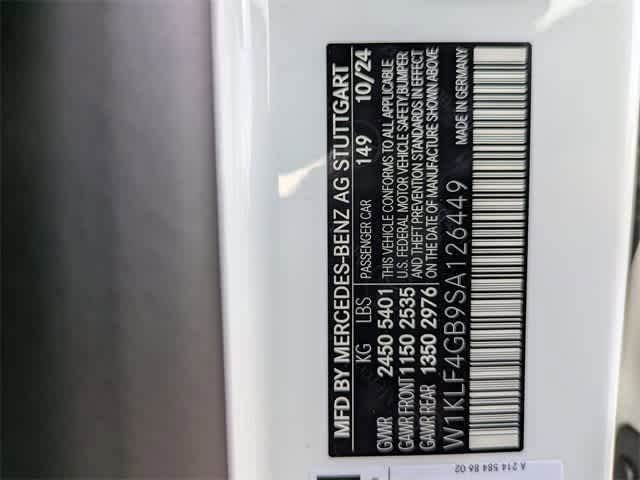 MFD BY MERCEDES-BENZ AG STUTTGART
KG LBS PASSENGER CAR 149 10/24
GVWR 2450 5401
GAWR FRONT 1150 2535
GAWR REAR 1350 2976
THIS VEHICLE CONFORMS TO ALL APPLICABLE
U.S. FEDERAL MOTOR VEHICLE SAFETY, BUMPER
AND THEFT PREVENTION STANDARDS IN EFFECT
ON THE DATE OF MANUFACTURE SHOWN ABOVE
W1KLF4GB9SA126449 MADE IN GERMANY
A 214 584 86 02